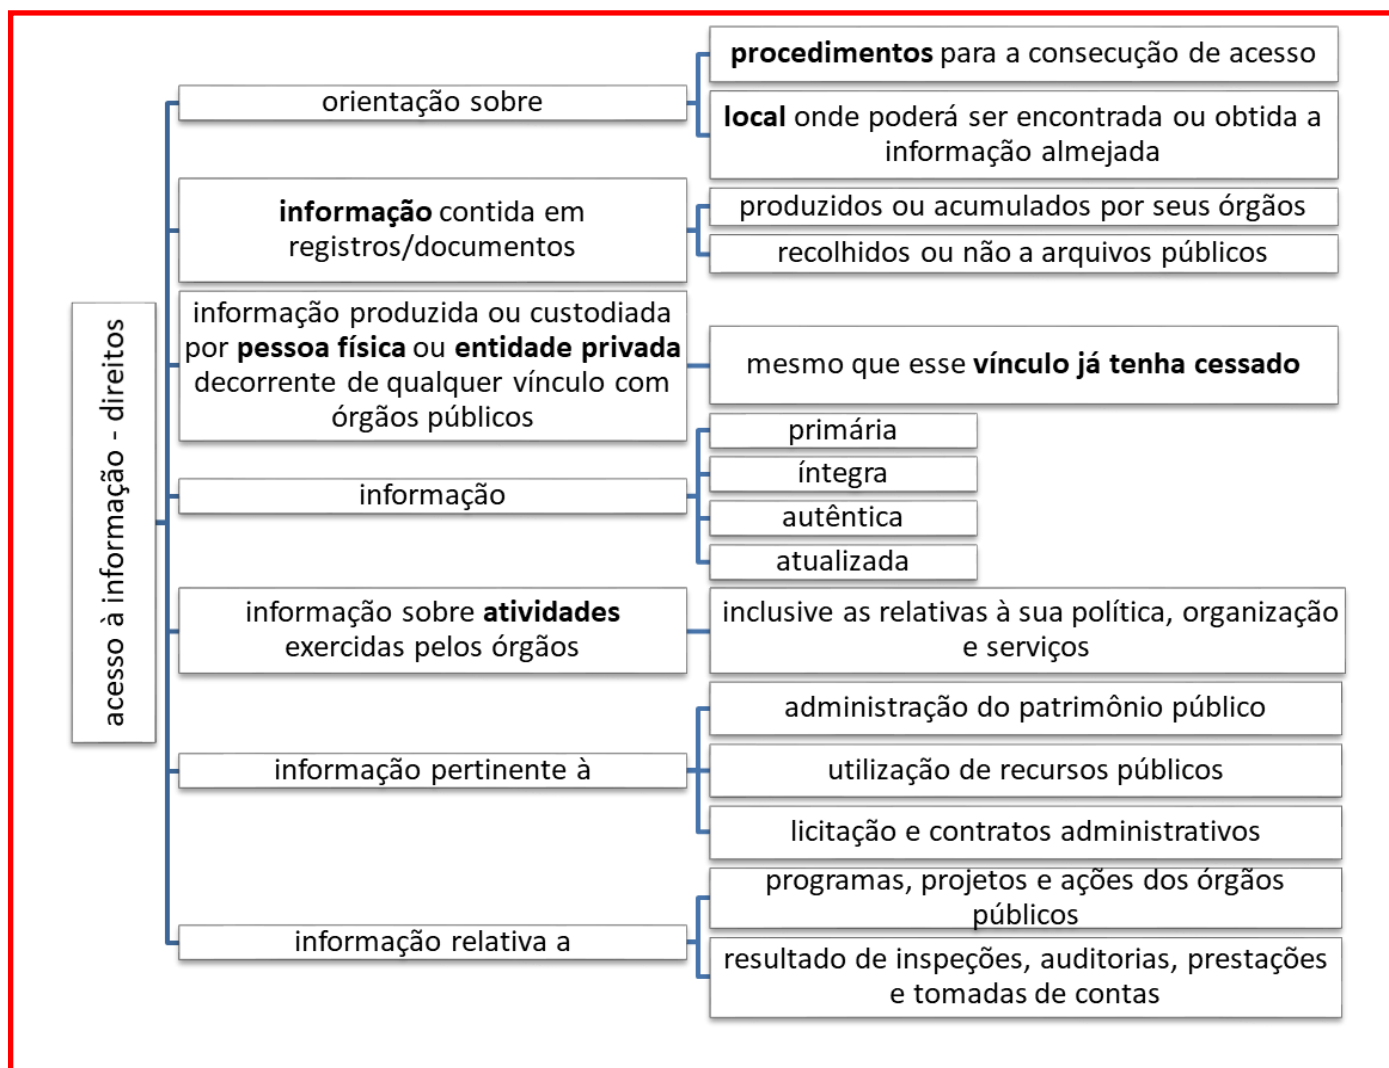 acesso à informação - direitos
orientação sobre
procedimentos para a consecução de acesso
local onde poderá ser encontrada ou obtida a
informação almejada
informação contida em
registros/documentos
produzidos ou acumulados por seus órgãos
recolhidos ou não a arquivos públicos
informação produzida ou custodiada
por pessoa física ou entidade privada
decorrente de qualquer vínculo com
órgãos públicos
mesmo que esse vínculo já tenha cessado
informação
primária
íntegra
autêntica
atualizada
informação sobre atividades
exercidas pelos órgãos
inclusive as relativas à sua política, organização
e serviços
informação pertinente à
administração do patrimônio público
utilização de recursos públicos
licitação e contratos administrativos
informação relativa a
programas, projetos e ações dos órgãos
públicos
resultado de inspeções, auditorias, prestações
e tomadas de contas